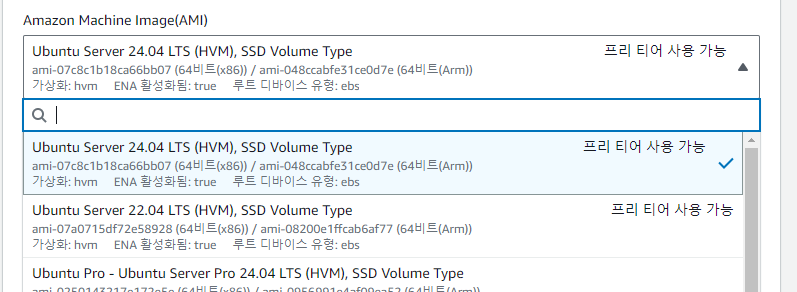 Amazon Machine Image(AMI)
Ubuntu Server 24.04 LTS (HVM), SSD Volume Type 프리 티어 사용 가능
ami-07c8c1b18ca66bb07 (64비트(x86)) / ami-048ccabfe31ce0d7e (64비트(Arm))
가상화: hvm ENA 활성화됨: true 루트 디바이스 유형: ebs
Ubuntu Server 24.04 LTS (HVM), SSD Volume Type 프리 티어 사용 가능
ami-07c8c1b18ca66bb07 (64비트(x86)) / ami-048ccabfe31ce0d7e (64비트(Arm))
가상화: hvm ENA 활성화됨: true 루트 디바이스 유형: ebs
Ubuntu Server 22.04 LTS (HVM), SSD Volume Type 프리 티어 사용 가능
ami-07a0715df72e58928 (64비트(x86)) / ami-08200e1ffcab6af77 (64비트(Arm))
가상화: hvm ENA 활성화됨: true 루트 디바이스 유형: ebs
Ubuntu Pro - Ubuntu Server Pro 24.04 LTS (HVM), SSD Volume Type